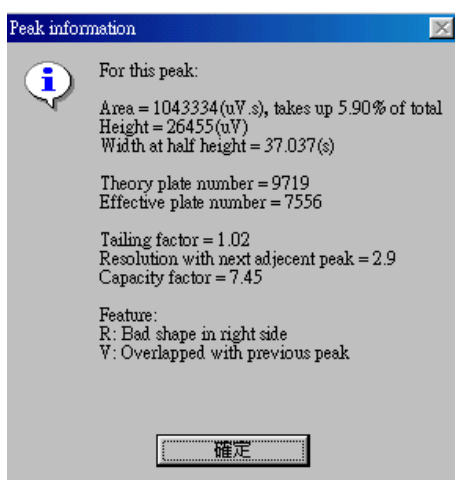 Peak information
For this peak:
Area = 1043334(uV.s), takes up 5.90% of total
Height = 26455(uV)
Width at half height = 37.037(s)
Theory plate number = 9719
Effective plate number = 7556
Tailing factor = 1.02
Resolution with next adjecent peak = 2.9
Capacity factor = 7.45
Feature:
R: Bad shape in right side
V: Overlapped with previous peak
確定